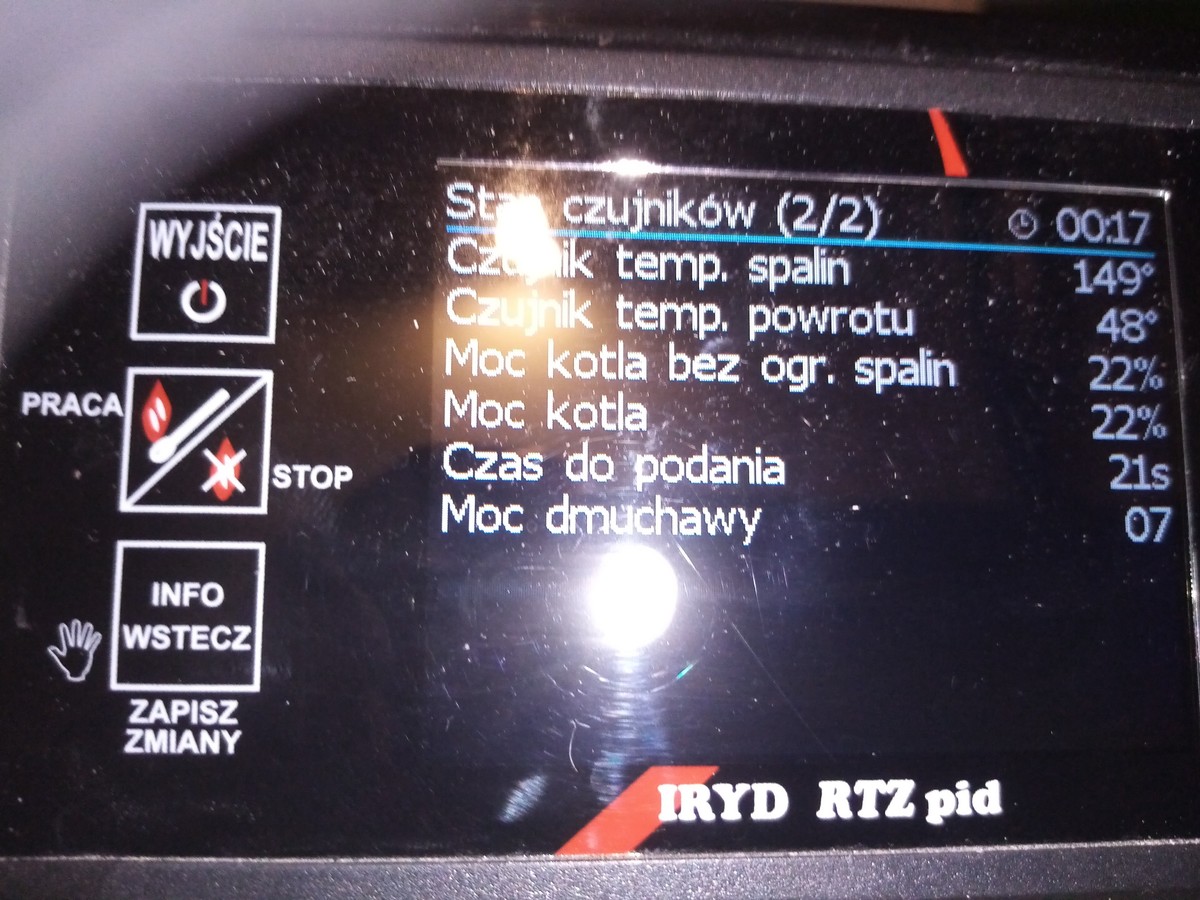 Stan czujników (2/2) 00:17
Czujnik temp. spalin 149°
Czujnik temp. powrotu 48°
Moc kotla bez ogr. spalin 22%
Moc kotla 22%
Czas do podania 21s
Moc dmuchawy 07
WYJŚCIE
PRACA
STOP
INFO
WSTECZ
ZAPISZ
ZMIANY
IRYD RTZ pid